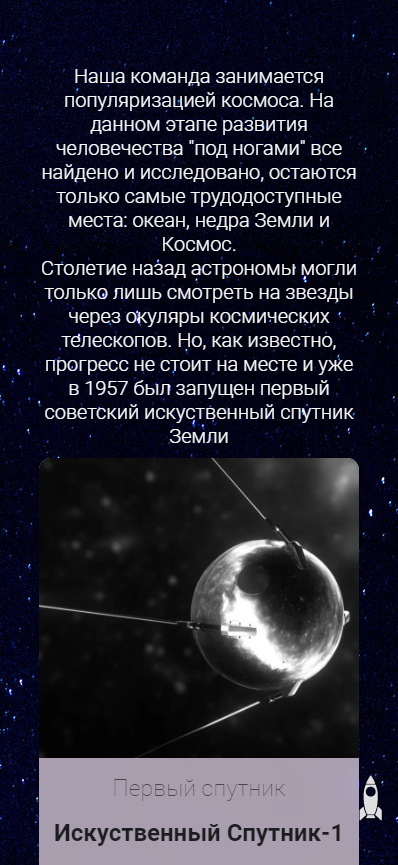 Наша команда занимается
популяризацией космоса. На
данном этапе развития
человечества "под ногами" все
найдено и исследовано, остаются
только самые трудодоступные
места: океан, недра Земли и
Космос.
Столетие назад астрономы могли
только лишь смотреть на звезды
через окуляры космических
телескопов. Но, как известно,
прогресс не стоит на месте и уже
в 1957 был запущен первый
советский искуственный спутник
Земли
Первый спутник
Искуственный Спутник-1